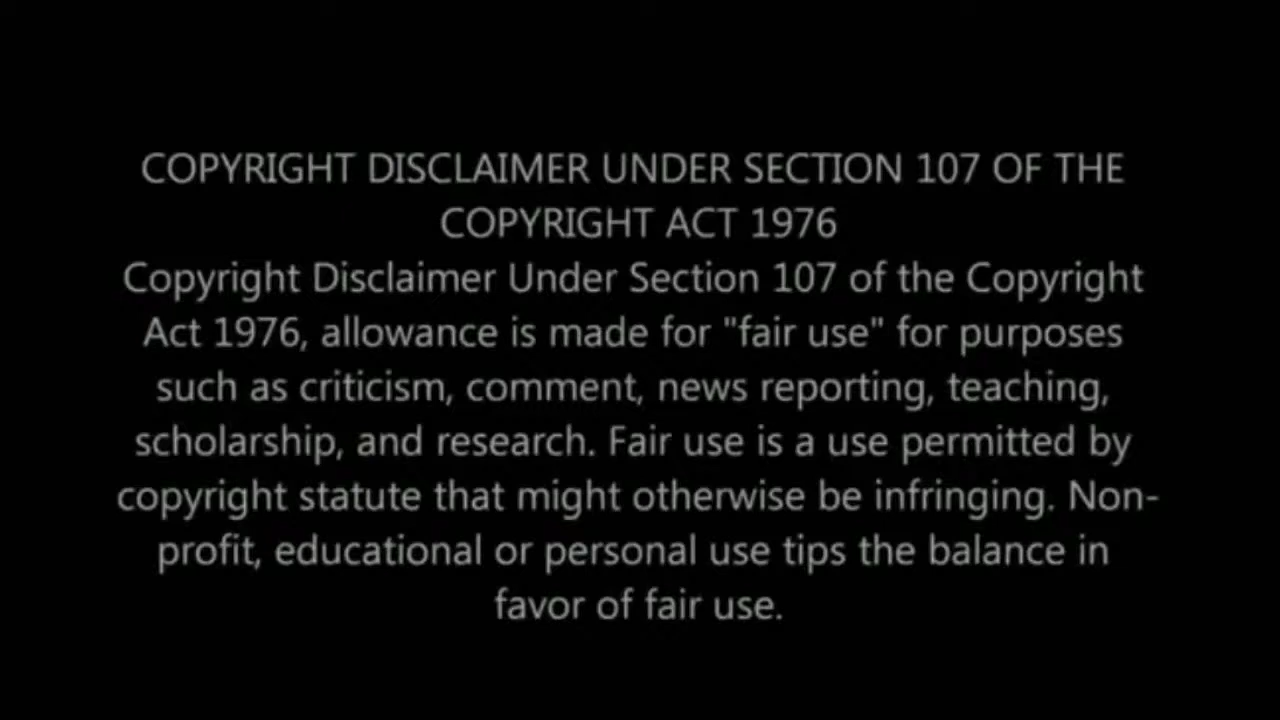 COPYRIGHT DISCLAIMER UNDER SECTION 107 OF THE
COPYRIGHT ACT 1976
Copyright Disclaimer Under Section 107 of the Copyright
Act 1976, allowance is made for "fair use" for purposes
such as criticism, comment, news reporting, teaching,
scholarship, and research. Fair use is a use permitted by
copyright statute that might otherwise be infringing. Non-
profit, educational or personal use tips the balance in
favor of fair use.